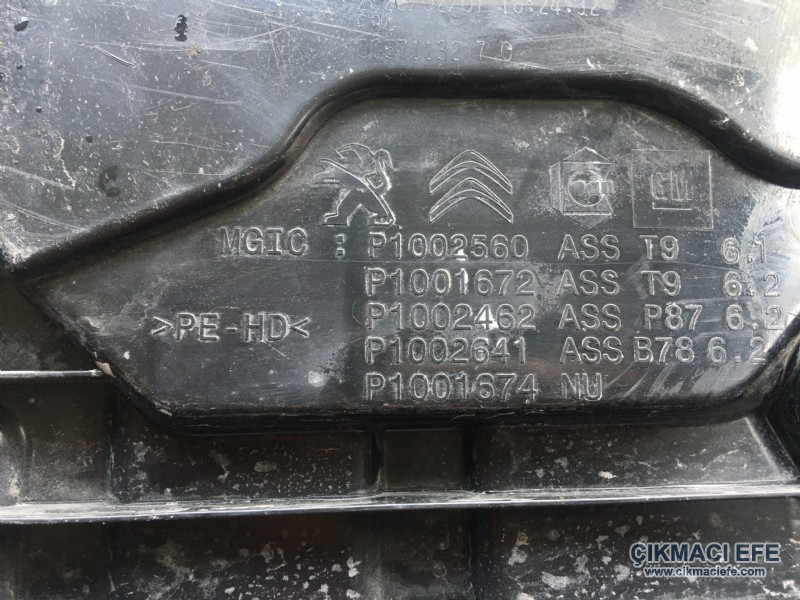 GM
MGIC : P1002560 ASS T9 6.1
P1001672 ASS T9 6.2
>PE-HD< P1002462 ASS P87 6.2
P1002641 ASS B78 6.2
P1001674 NU
ÇIKMACI EFE
www.cikmaciefe.com